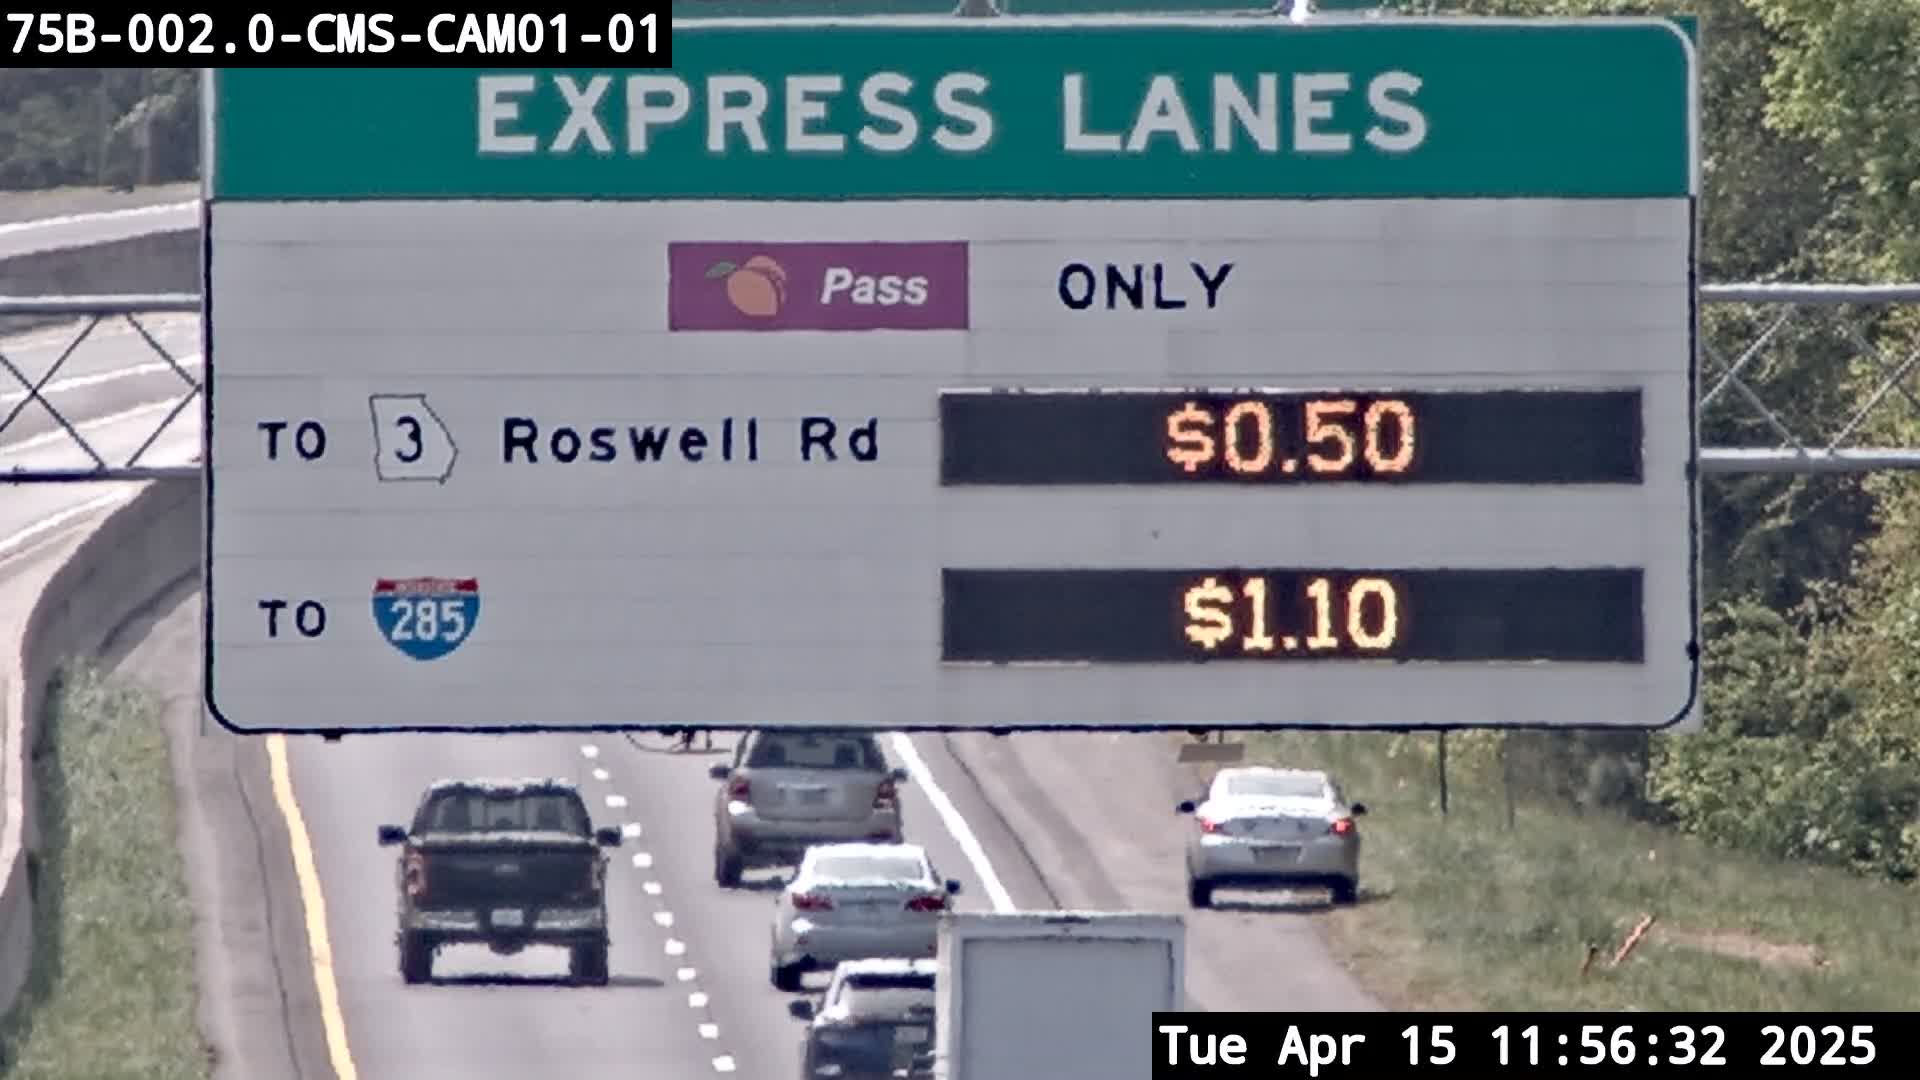 75B-002.0-CMS-CAM01-01
EXPRESS LANES
Pass ONLY
TO 3 Roswell Rd $0.50
INTERSTATE
TO 285 $1.10
Tue Apr 15 11:56:32 2025